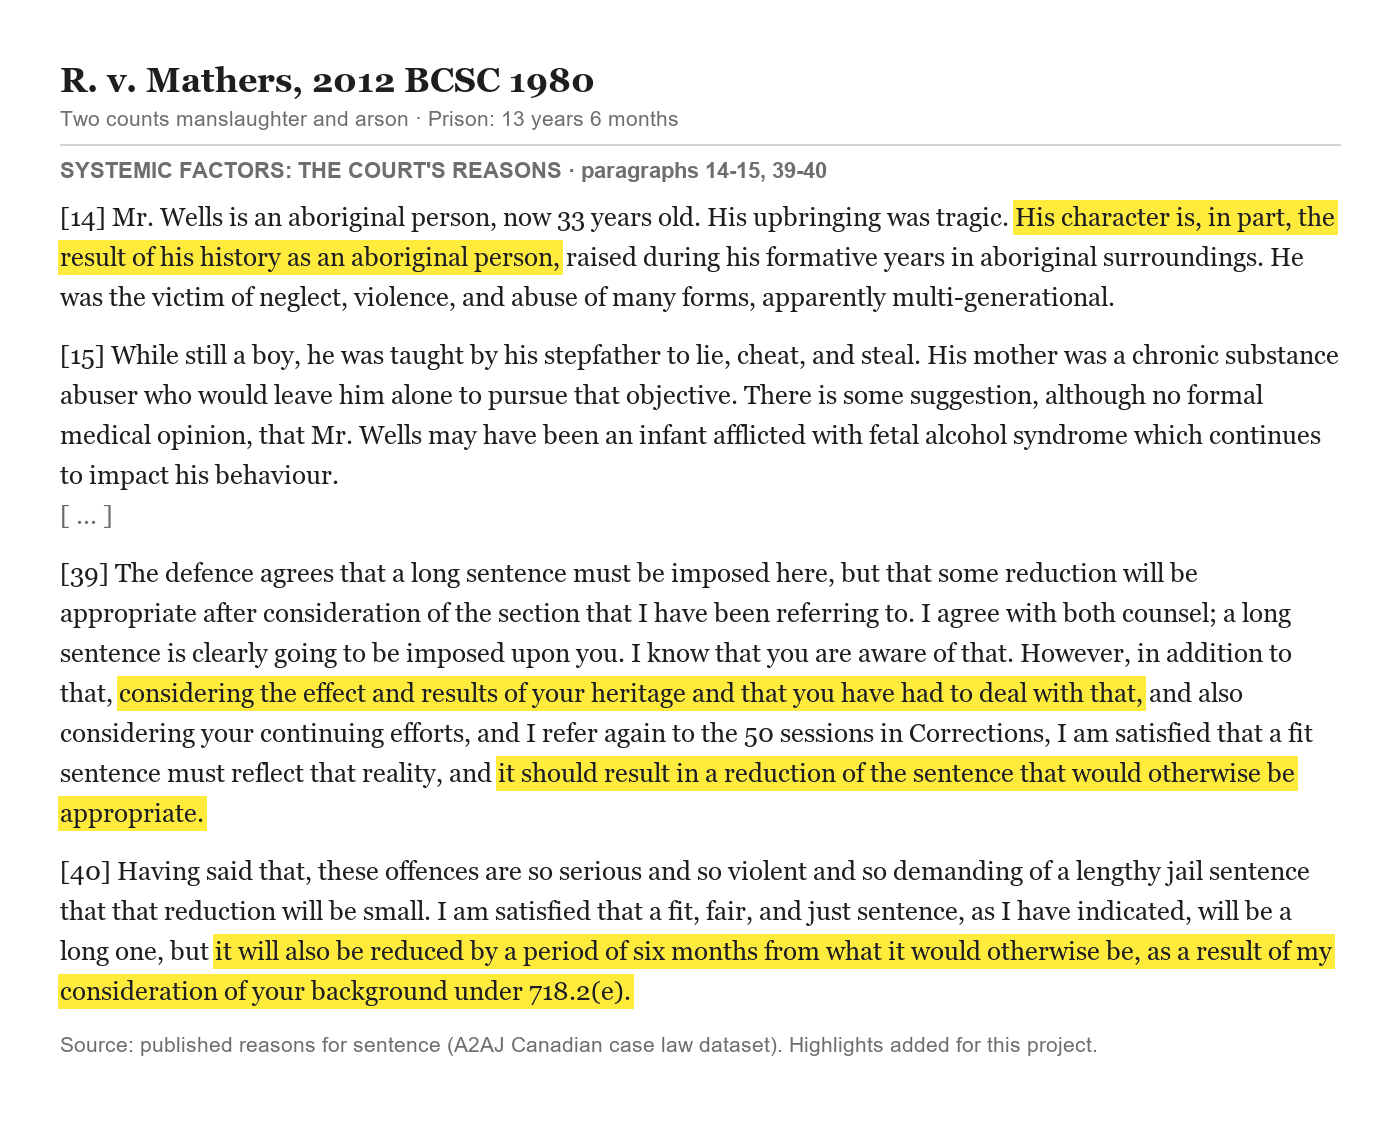 R. v. Mathers, 2012 BCSC 1980
Two counts manslaughter and arson · Prison: 13 years 6 months
SYSTEMIC FACTORS: THE COURT'S REASONS · paragraphs 14-15, 39-40
[14] Mr. Wells is an aboriginal person, now 33 years old. His upbringing was tragic. His character is, in part, the
result of his history as an aboriginal person, raised during his formative years in aboriginal surroundings. He
was the victim of neglect, violence, and abuse of many forms, apparently multi-generational.
[15] While still a boy, he was taught by his stepfather to lie, cheat, and steal. His mother was a chronic substance
abuser who would leave him alone to pursue that objective. There is some suggestion, although no formal
medical opinion, that Mr. Wells may have been an infant afflicted with fetal alcohol syndrome which continues
to impact his behaviour.
[ ... ]
[39] The defence agrees that a long sentence must be imposed here, but that some reduction will be
appropriate after consideration of the section that I have been referring to. I agree with both counsel; a long
sentence is clearly going to be imposed upon you. I know that you are aware of that. However, in addition to
that, considering the effect and results of your heritage and that you have had to deal with that, and also
considering your continuing efforts, and I refer again to the 50 sessions in Corrections, I am satisfied that a fit
sentence must reflect that reality, and it should result in a reduction of the sentence that would otherwise be
appropriate.
[40] Having said that, these offences are so serious and so violent and so demanding of a lengthy jail sentence
that that reduction will be small. I am satisfied that a fit, fair, and just sentence, as I have indicated, will be a
long one, but it will also be reduced by a period of six months from what it would otherwise be, as a result of my
consideration of your background under 718.2(e).
Source: published reasons for sentence (A2AJ Canadian case law dataset). Highlights added for this project.